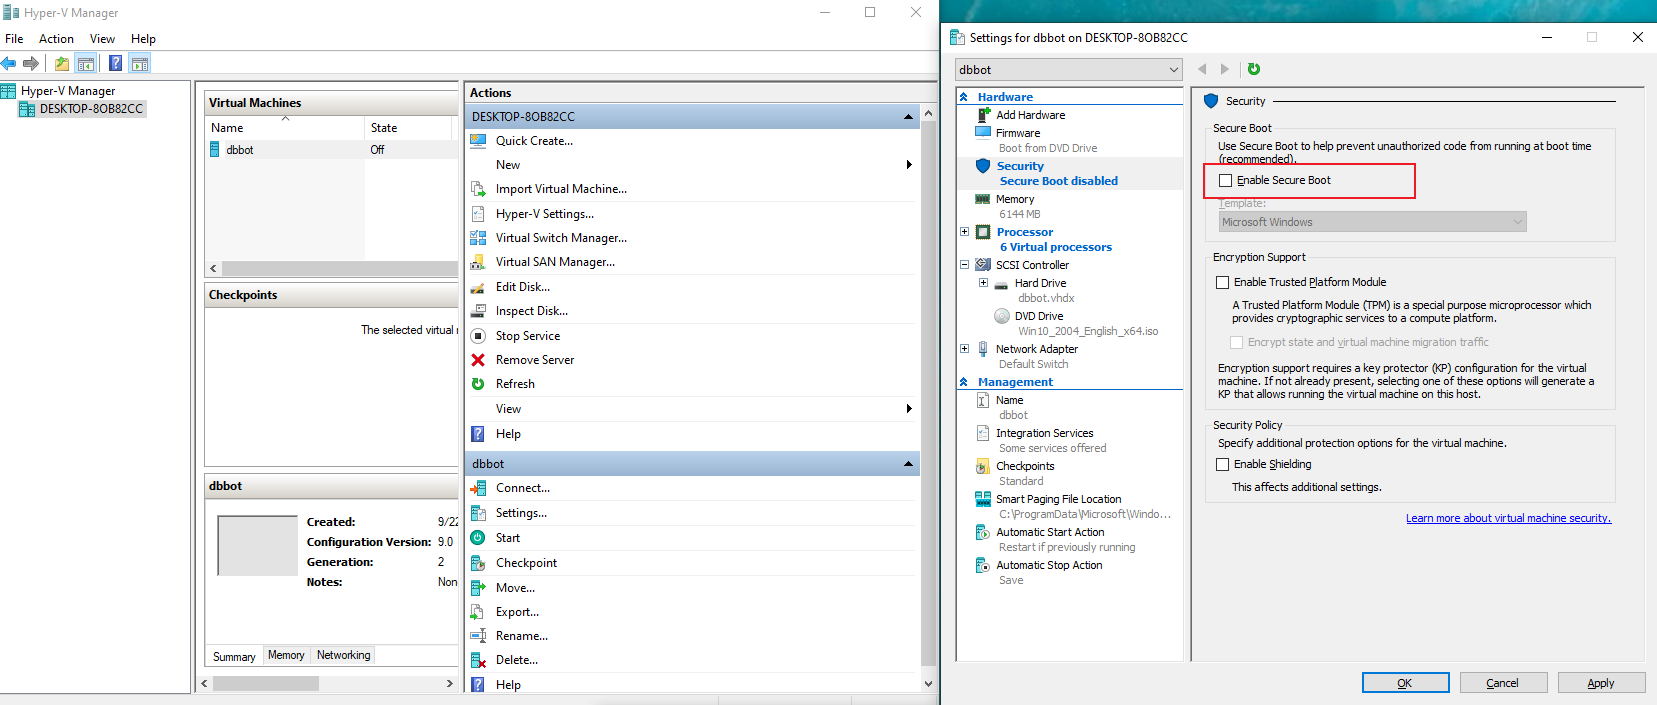 Hyper-V Manager
File Action View Help
Hyper-V Manager
DESKTOP-8OB82CC
Virtual Machines
Name State
dbbot Off
Checkpoints
The selected virtual
dbbot
Created: 9/22
Configuration Version: 9.0
Generation: 2
Notes: Non
Summary Memory Networking
Actions
DESKTOP-8OB82CC
Quick Create...
New
Import Virtual Machine...
Hyper-V Settings...
Virtual Switch Manager...
Virtual SAN Manager...
Edit Disk...
Inspect Disk...
Stop Service
Remove Server
Refresh
View
Help
dbbot
Connect...
Settings...
Start
Checkpoint
Move...
Export...
Rename...
Delete...
Help
Settings for dbbot on DESKTOP-8OB82CC
dbbot
Hardware
Add Hardware
Firmware
Boot from DVD Drive
Security
Secure Boot disabled
Memory
6144 MB
Processor
6 Virtual processors
SCSI Controller
Hard Drive
dbbot.vhdx
DVD Drive
Win10_2004_English_x64.iso
Network Adapter
Default Switch
Management
Name
dbbot
Integration Services
Some services offered
Checkpoints
Standard
Smart Paging File Location
C:\ProgramData\Microsoft\Windo...
Automatic Start Action
Restart if previously running
Automatic Stop Action
Save
Security
Secure Boot
Use Secure Boot to help prevent unauthorized code from running at boot time
(recommended).
Enable Secure Boot
Template:
Microsoft Windows
Encryption Support
Enable Trusted Platform Module
A Trusted Platform Module (TPM) is a special purpose microprocessor which
provides cryptographic services to a compute platform.
Encrypt state and virtual machine migration traffic
Encryption support requires a key protector (KP) configuration for the virtual
machine. If not already present, selecting one of these options will generate a
KP that allows running the virtual machine on this host.
Security Policy
Specify additional protection options for the virtual machine.
Enable Shielding
This affects additional settings.
Learn more about virtual machine security.
OK Cancel Apply